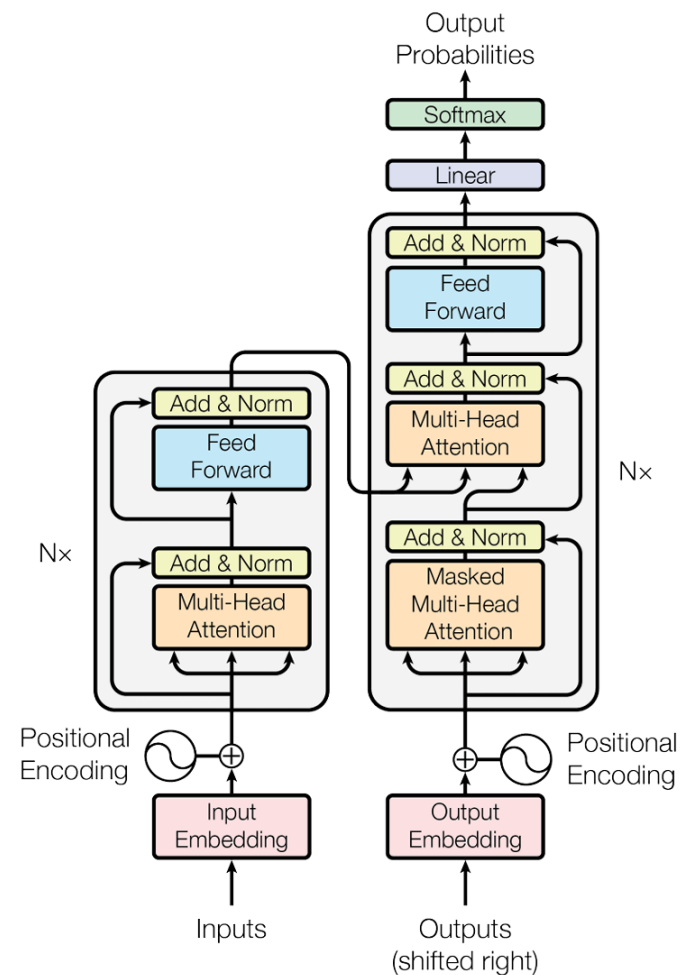 Output
Probabilities
Softmax
Linear
Add & Norm
Feed
Forward
Add & Norm
Multi-Head
Attention
Add & Norm
Masked
Multi-Head
Attention
N×
Add & Norm
Feed
Forward
Add & Norm
Multi-Head
Attention
N×
Positional
Encoding
Positional
Encoding
Input
Embedding
Output
Embedding
Inputs
Outputs
(shifted right)